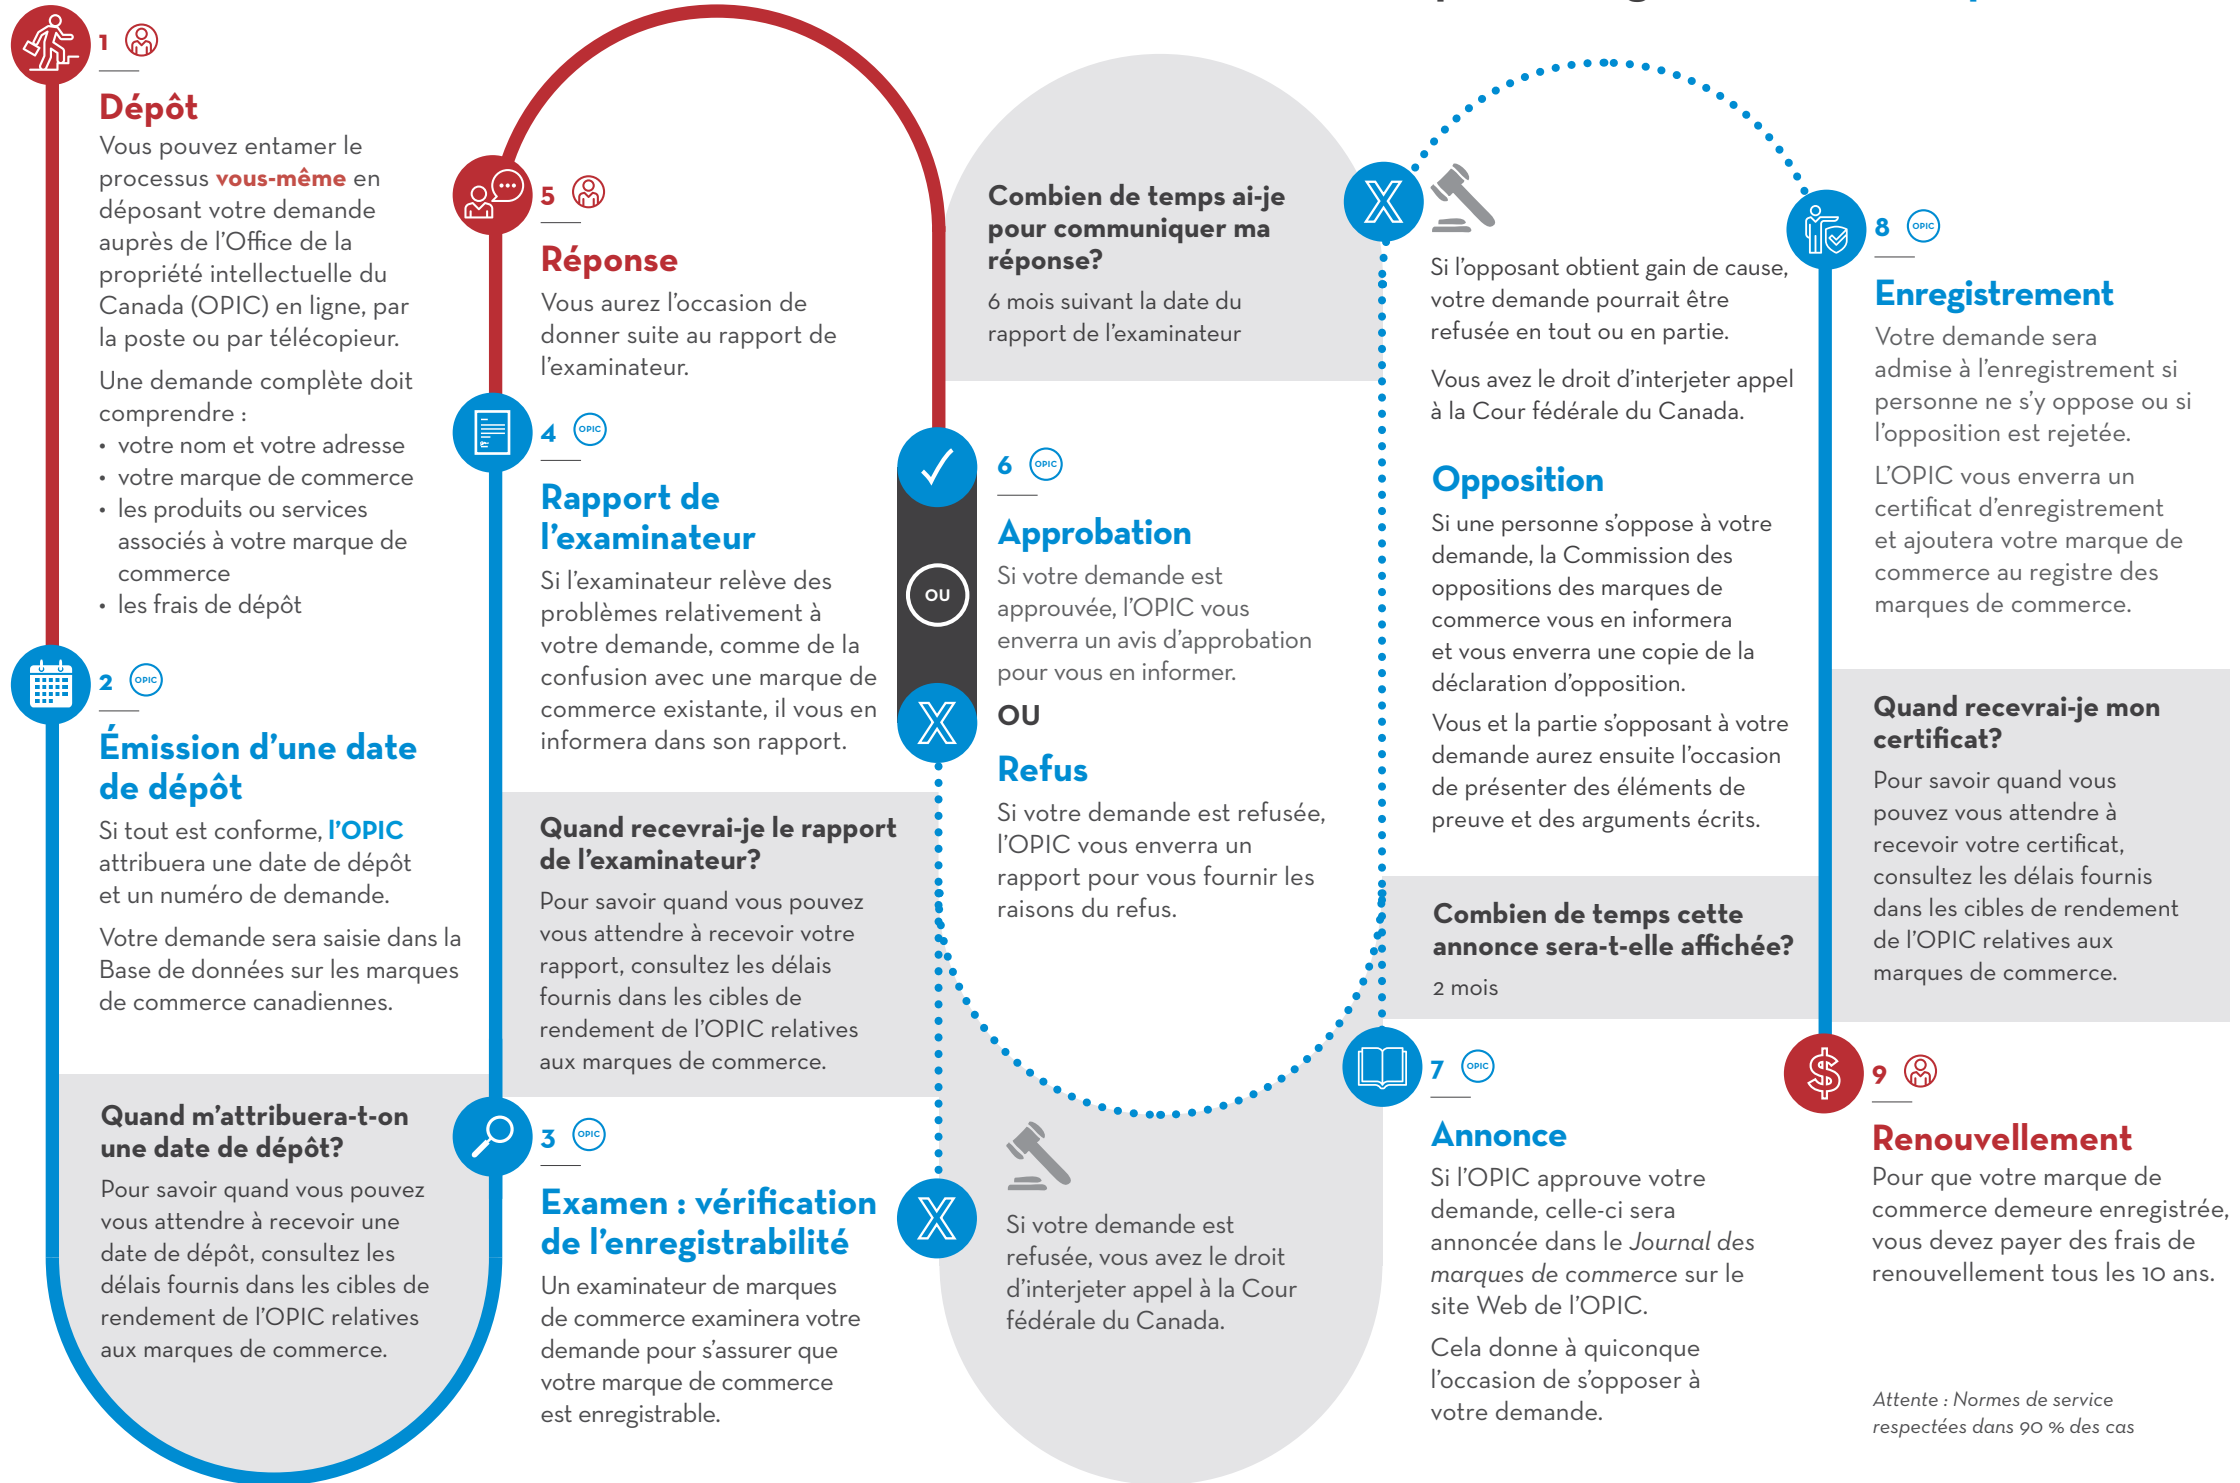 1
Dépôt
Vous pouvez entamer le
processus vous-même en
déposant votre demande
auprès de l'Office de la
propriété intellectuelle du
Canada (OPIC) en ligne, par
la poste ou par télécopieur.
Une demande complète doit
comprendre :
• votre nom et votre adresse
• votre marque de commerce
• les produits ou services
associés à votre marque de
commerce
• les frais de dépôt
2 OPIC
Émission d'une date
de dépôt
Si tout est conforme, l'OPIC
attribuera une date de dépôt
et un numéro de demande.
Votre demande sera saisie dans la
Base de données sur les marques
de commerce canadiennes.
Quand m'attribuera-t-on
une date de dépôt?
Pour savoir quand vous pouvez
vous attendre à recevoir une
date de dépôt, consultez les
délais fournis dans les cibles de
rendement de l'OPIC relatives
aux marques de commerce.
3 OPIC
Examen : vérification
de l'enregistrabilité
Un examinateur de marques
de commerce examinera votre
demande pour s'assurer que
votre marque de commerce
est enregistrable.
Quand recevrai-je le rapport
de l'examinateur?
Pour savoir quand vous pouvez
vous attendre à recevoir votre
rapport, consultez les délais
fournis dans les cibles de
rendement de l'OPIC relatives
aux marques de commerce.
4 OPIC
Rapport de
l'examinateur
Si l'examinateur relève des
problèmes relativement à
votre demande, comme de la
confusion avec une marque de
commerce existante, il vous en
informera dans son rapport.
5
Réponse
Vous aurez l'occasion de
donner suite au rapport de
l'examinateur.
Combien de temps ai-je
pour communiquer ma
réponse?
6 mois suivant la date du
rapport de l'examinateur
OU
6 OPIC
Approbation
Si votre demande est
approuvée, l'OPIC vous
enverra un avis d'approbation
pour vous en informer.
OU
Refus
Si votre demande est refusée,
l'OPIC vous enverra un
rapport pour vous fournir les
raisons du refus.
Si votre demande est
refusée, vous avez le droit
d'interjeter appel à la Cour
fédérale du Canada.
7 OPIC
Annonce
Si l'OPIC approuve votre
demande, celle-ci sera
annoncée dans le Journal des
marques de commerce sur le
site Web de l'OPIC.
Cela donne à quiconque
l'occasion de s'opposer à
votre demande.
Combien de temps cette
annonce sera-t-elle affichée?
2 mois
Opposition
Si une personne s'oppose à votre
demande, la Commission des
oppositions des marques de
commerce vous en informera
et vous enverra une copie de la
déclaration d'opposition.
Vous et la partie s'opposant à votre
demande aurez ensuite l'occasion
de présenter des éléments de
preuve et des arguments écrits.
Si l'opposant obtient gain de cause,
votre demande pourrait être
refusée en tout ou en partie.
Vous avez le droit d'interjeter appel
à la Cour fédérale du Canada.
8 OPIC
Enregistrement
Votre demande sera
admise à l'enregistrement si
personne ne s'y oppose ou si
l'opposition est rejetée.
L'OPIC vous enverra un
certificat d'enregistrement
et ajoutera votre marque de
commerce au registre des
marques de commerce.
Quand recevrai-je mon
certificat?
Pour savoir quand vous
pouvez vous attendre à
recevoir votre certificat,
consultez les délais fournis
dans les cibles de rendement
de l'OPIC relatives aux
marques de commerce.
$
9
Renouvellement
Pour que votre marque de
commerce demeure enregistrée,
vous devez payer des frais de
renouvellement tous les 10 ans.
Attente : Normes de service
respectées dans 90 % des cas